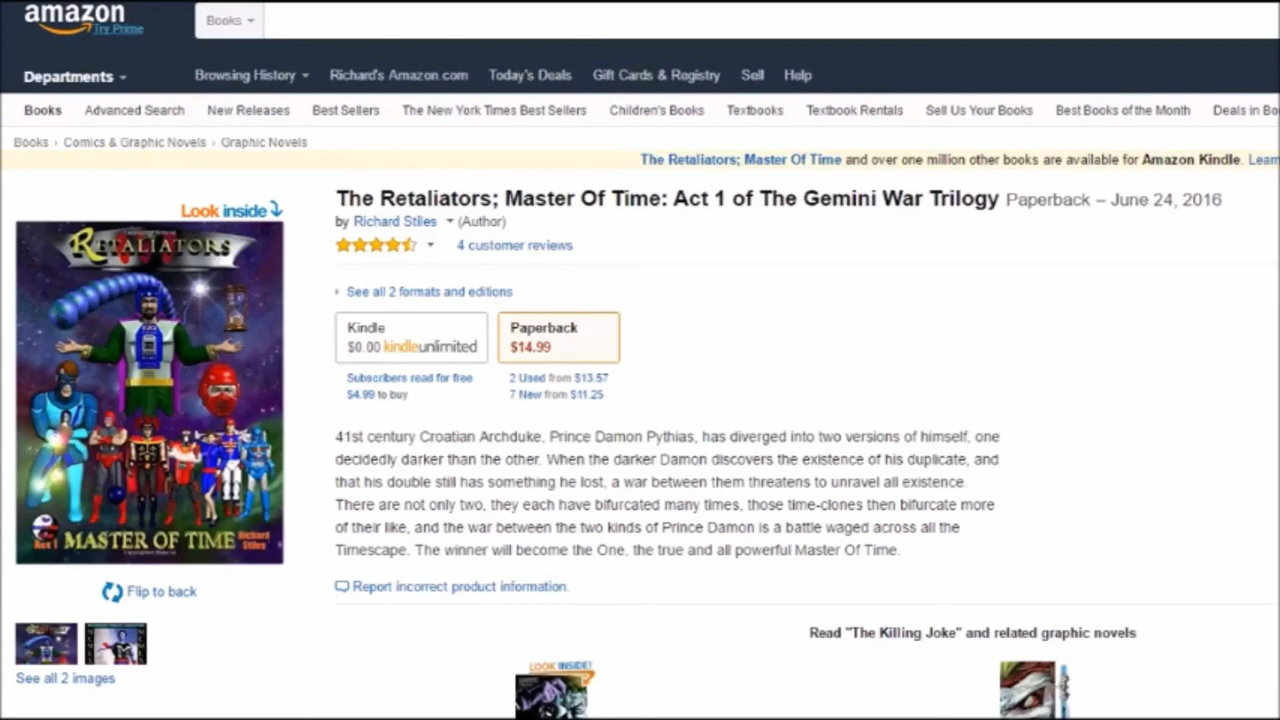 amazon
Try Prime
Books
Departments
Browsing History
Richard's Amazon.com
Today's Deals
Gift Cards & Registry
Sell
Help
Books
Advanced Search
New Releases
Best Sellers
The New York Times Best Sellers
Children's Books
Textbooks
Textbook Rentals
Sell Us Your Books
Best Books of the Month
Deals in Bo
Books › Comics & Graphic Novels › Graphic Novels
The Retaliators; Master Of Time and over one million other books are available for Amazon Kindle. Learn
Look inside
The Retaliators; Master Of Time: Act 1 of The Gemini War Trilogy Paperback – June 24, 2016
by Richard Stiles (Author)
4 customer reviews
See all 2 formats and editions
Kindle
$0.00 kindleunlimited
Subscribers read for free
$4.99 to buy
Paperback
$14.99
2 Used from $13.57
7 New from $11.25
RETALIATORS
Act 1
MASTER OF TIME
Richard
Stiles
41st century Croatian Archduke, Prince Damon Pythias, has diverged into two versions of himself, one
decidedly darker than the other. When the darker Damon discovers the existence of his duplicate, and
that his double still has something he lost, a war between them threatens to unravel all existence.
There are not only two, they each have bifurcated many times, those time-clones then bifurcate more
of their like, and the war between the two kinds of Prince Damon is a battle waged across all the
Timescape. The winner will become the One, the true and all powerful Master Of Time.
Report incorrect product information.
Flip to back
See all 2 images
Read "The Killing Joke" and related graphic novels
LOOK INSIDE!